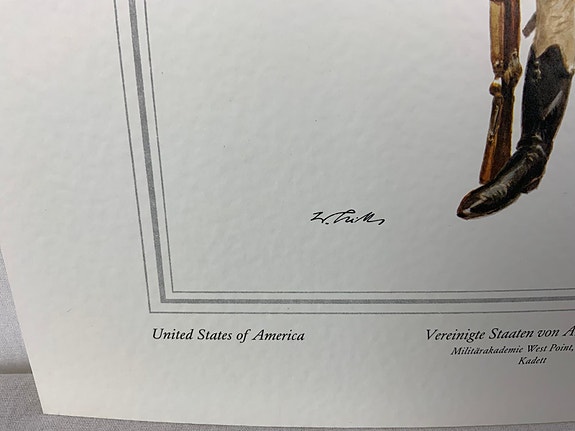 United States of America
Vereinigte Staaten von A
Militärakademie West Point,
Kadett